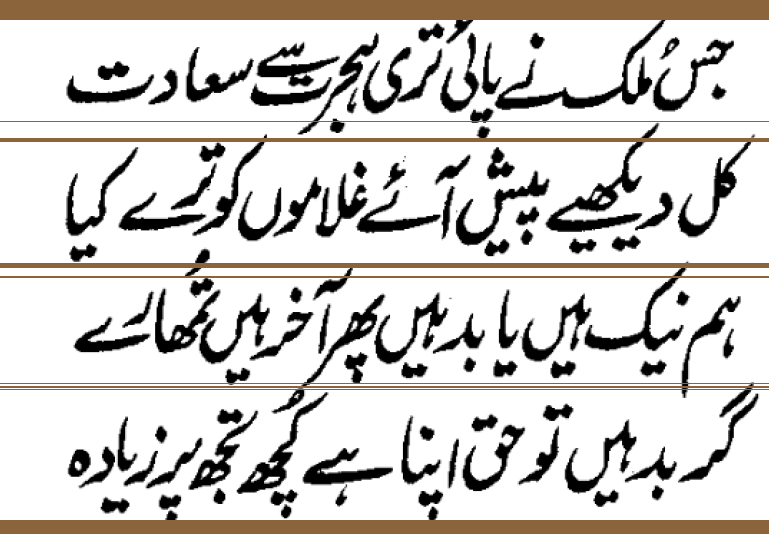 جس ملک نے پائی تری ہجرت سے سعادت
کل دیکھیے پیش آئے غلاموں کو ترے کیا
ہم نیک ہیں یا بد ہیں پھر آخر ہیں تمھارے
گر بد ہیں تو حق اپنا ہے کچھ تجھ پر زیادہ